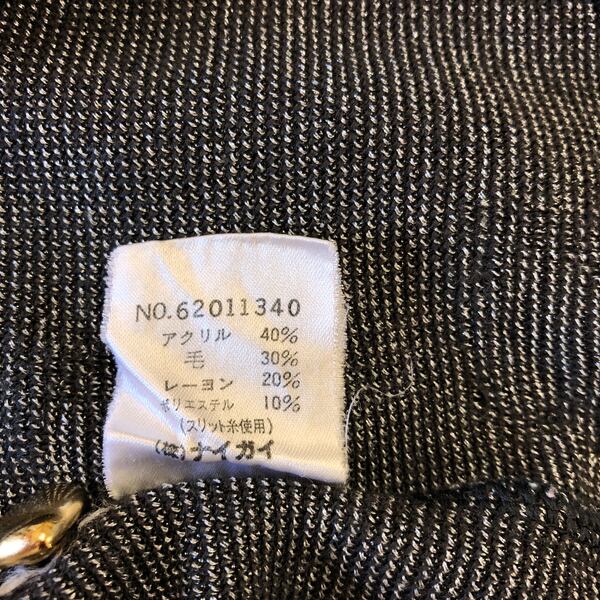 NO.62011340
アクリル 40%
毛 30%
レーヨン 20%
ポリエステル 10%
(スリット糸使用)
(株)ナイガイ